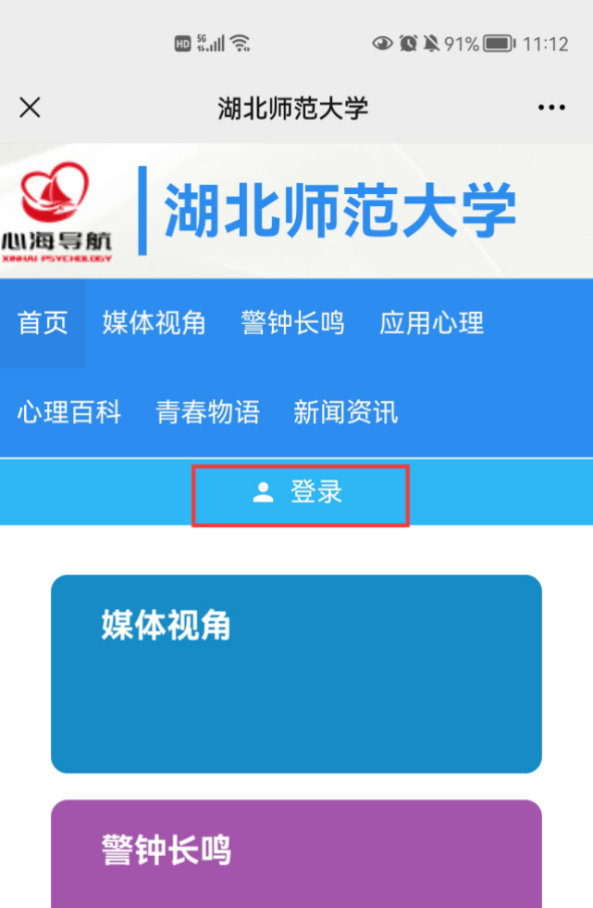 HD 5G 91% 11:12
湖北师范大学
心海导航
XINHAI PSYCHOLOGY
湖北师范大学
首页 媒体视角 警钟长鸣 应用心理
心理百科 青春物语 新闻资讯
登录
媒体视角
警钟长鸣